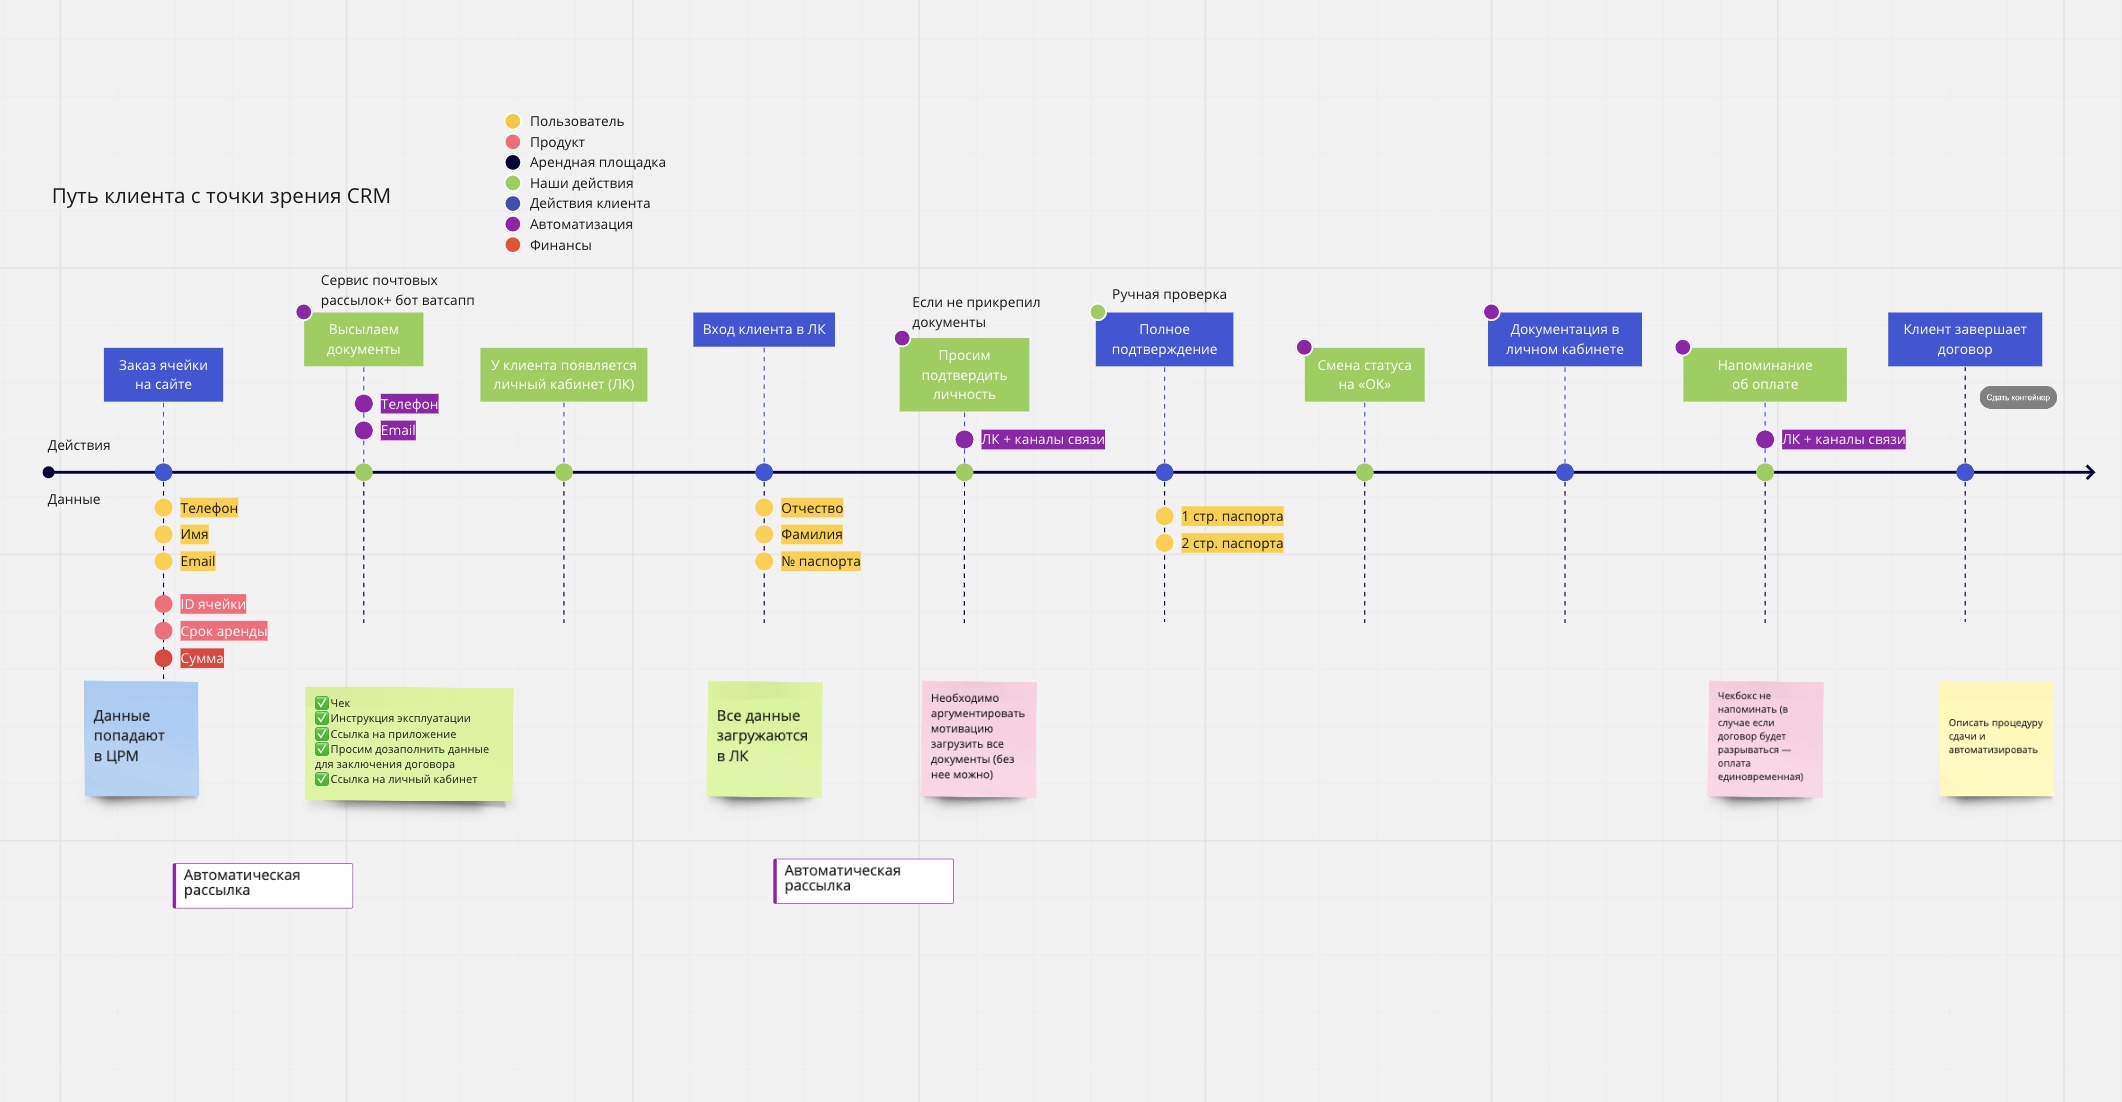 Пользователь
Продукт
Арендная площадка
Наши действия
Действия клиента
Автоматизация
Финансы
Путь клиента с точки зрения CRM
Заказ ячейки
на сайте
Сервис почтовых
рассылок+ бот ватсапп
Высылаем
документы
Телефон
Email
У клиента появляется
личный кабинет (ЛК)
Вход клиента в ЛК
Если не прикрепил
документы
Просим
подтвердить
личность
ЛК + каналы связи
Ручная проверка
Полное
подтверждение
Смена статуса
на «ОК»
Документация в
личном кабинете
Напоминание
об оплате
ЛК + каналы связи
Клиент завершает
договор
Сдать контейнер
Действия
Данные
Телефон
Имя
Email
ID ячейки
Срок аренды
Сумма
Отчество
Фамилия
№ паспорта
1 стр. паспорта
2 стр. паспорта
Данные
попадают
в ЦРМ
✅Чек
✅Инструкция эксплуатации
✅Ссылка на приложение
✅Просим дозаполнить данные
для заключения договора
✅Ссылка на личный кабинет
Все данные
загружаются
в ЛК
Необходимо
аргументировать
мотивацию
загрузить все
документы (без
нее можно)
Чекбокс не
напоминать (в
случае если
договор будет
разрываться —
оплата
единовременная)
Описать процедуру
сдачи и
автоматизировать
Автоматическая
рассылка
Автоматическая
рассылка